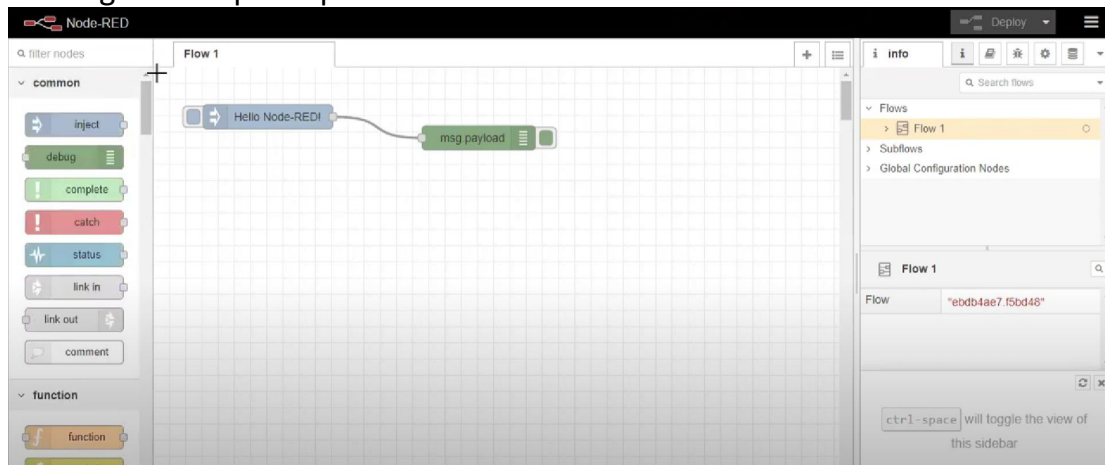 Node-RED
Deploy
filter nodes
Flow 1
i info
i
common
Search flows
inject
debug
complete
catch
status
link in
link out
comment
function
function
Hello Node-RED!
msg.payload
Flows
Flow 1
Subflows
Global Configuration Nodes
Flow 1
Flow "ebdb4ae7.f5bd48"
ctrl-space will toggle the view of
this sidebar